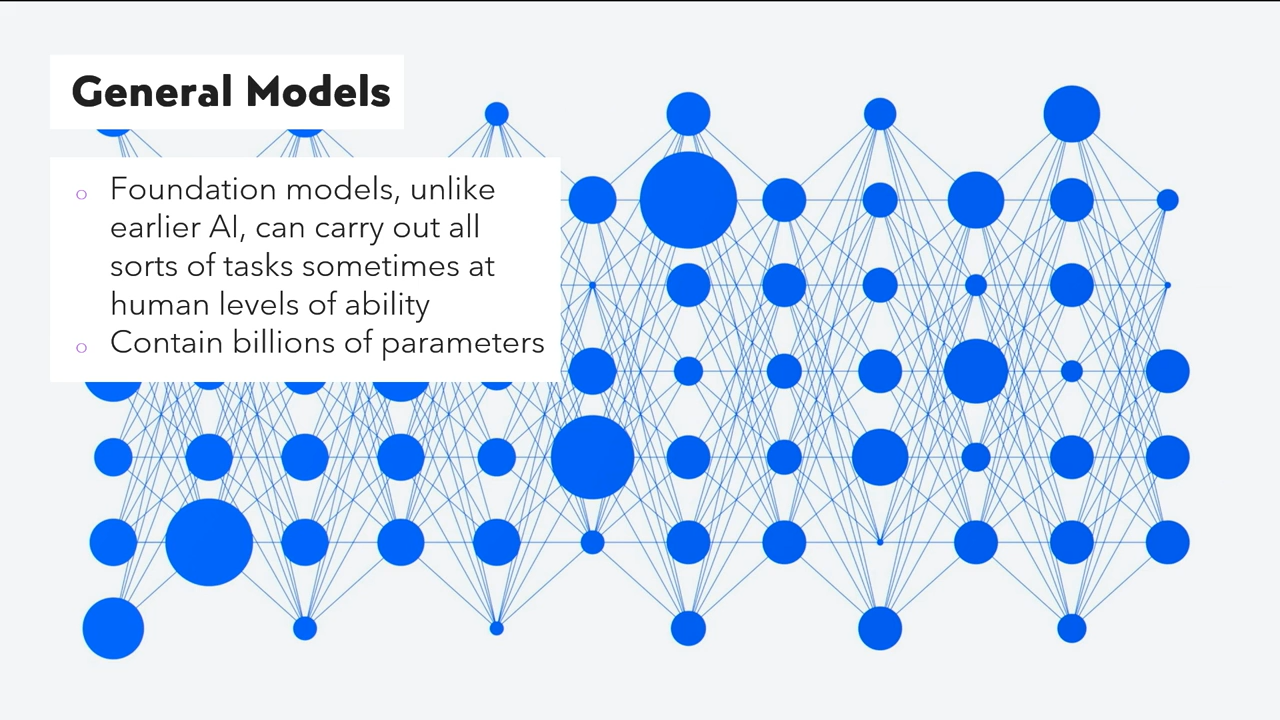 General Models
Foundation models, unlike
earlier AI, can carry out all
sorts of tasks sometimes at
human levels of ability
Contain billions of parameters